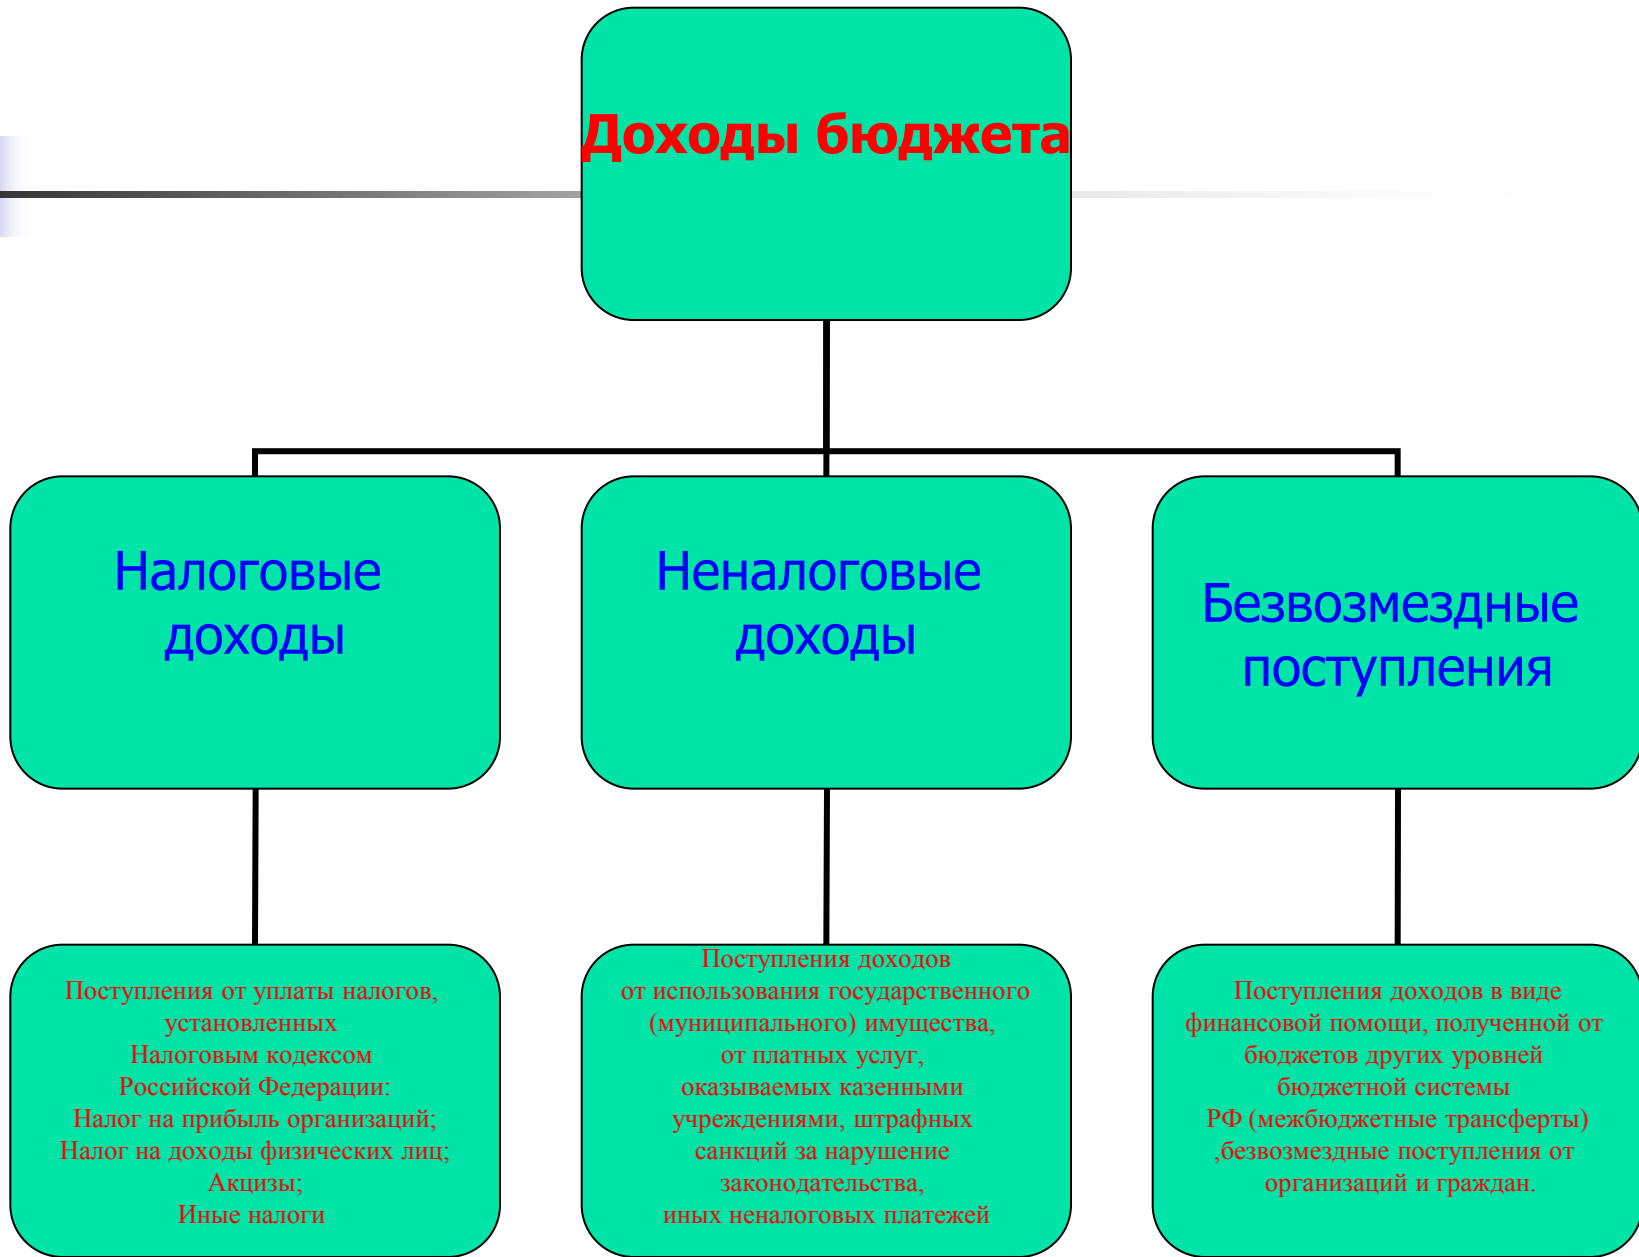 Доходы бюджета
Налоговые
доходы
Неналоговые
доходы
Безвозмездные
поступления
Поступления от уплаты налогов,
установленных
Налоговым кодексом
Российской Федерации:
Налог на прибыль организаций;
Налог на доходы физических лиц;
Акцизы;
Иные налоги
Поступления доходов
от использования государственного
(муниципального) имущества,
от платных услуг,
оказываемых казенными
учреждениями, штрафных
санкций за нарушение
законодательства,
иных неналоговых платежей
Поступления доходов в виде
финансовой помощи, полученной от
бюджетов других уровней
бюджетной системы
РФ (межбюджетные трансферты)
,безвозмездные поступления от
организаций и граждан.